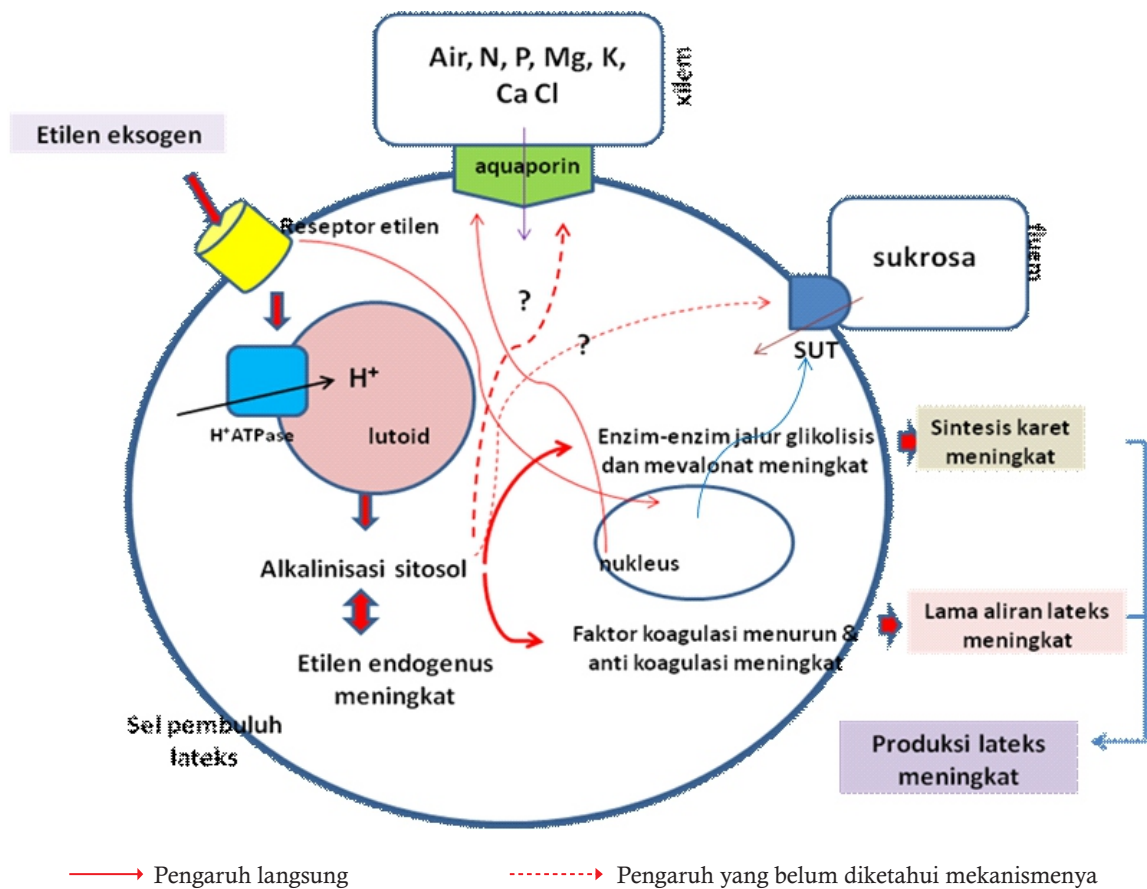 Air, N, P, Mg, K,
Ca Cl
xilem
Etilen eksogen
aquaporin
Reseptor etilen
sukrosa
floem
?
?
SUT
H⁺
H⁺ATPase
lutoid
Enzim-enzim jalur glikolisis
dan mevalonat meningkat
Sintesis karet
meningkat
nukleus
Alkalinisasi sitosol
Etilen endogenus
meningkat
Faktor koagulasi menurun &
anti koagulasi meningkat
Lama aliran lateks
meningkat
Sel pembuluh
lateks
Produksi lateks
meningkat
Pengaruh langsung
Pengaruh yang belum diketahui mekanismenya